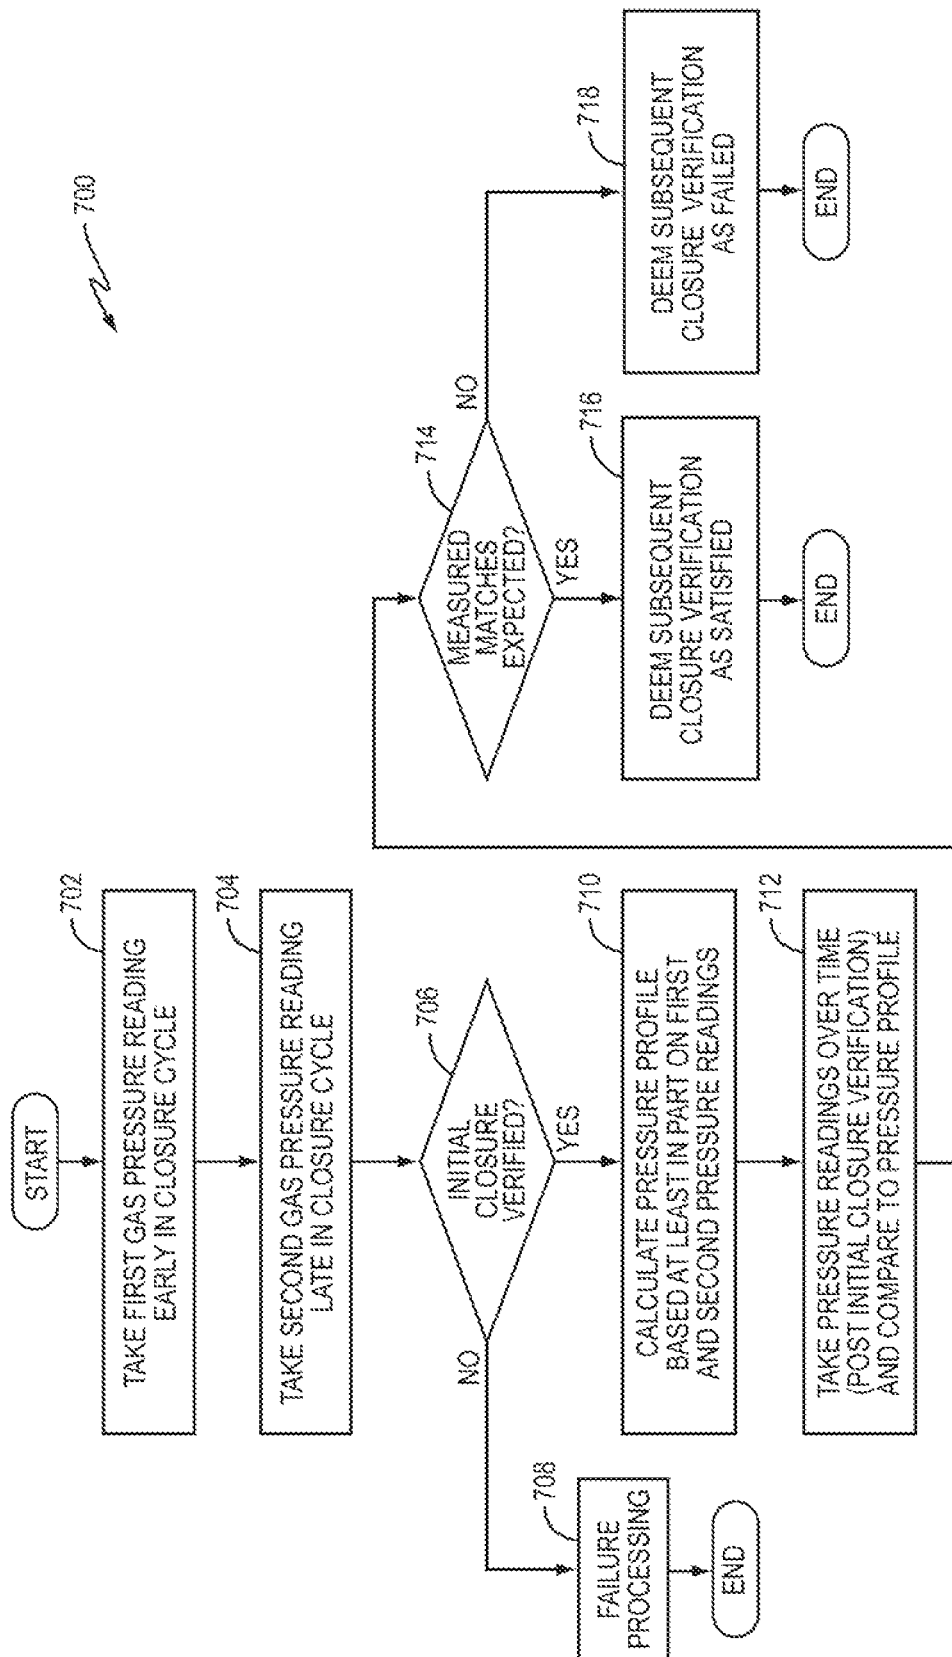 700
START
702
TAKE FIRST GAS PRESSURE READING
EARLY IN CLOSURE CYCLE
704
TAKE SECOND GAS PRESSURE READING
LATE IN CLOSURE CYCLE
706
INITIAL
CLOSURE
VERIFIED?
NO
YES
708
FAILURE
PROCESSING
END
710
CALCULATE PRESSURE PROFILE
BASED AT LEAST IN PART ON FIRST
AND SECOND PRESSURE READINGS
712
TAKE PRESSURE READINGS OVER TIME
(POST INITIAL CLOSURE VERIFICATION)
AND COMPARE TO PRESSURE PROFILE
714
MEASURED
MATCHES
EXPECTED?
NO
YES
716
DEEM SUBSEQUENT
CLOSURE VERIFICATION
AS SATISFIED
END
718
DEEM SUBSEQUENT
CLOSURE VERIFICATION
AS FAILED
END